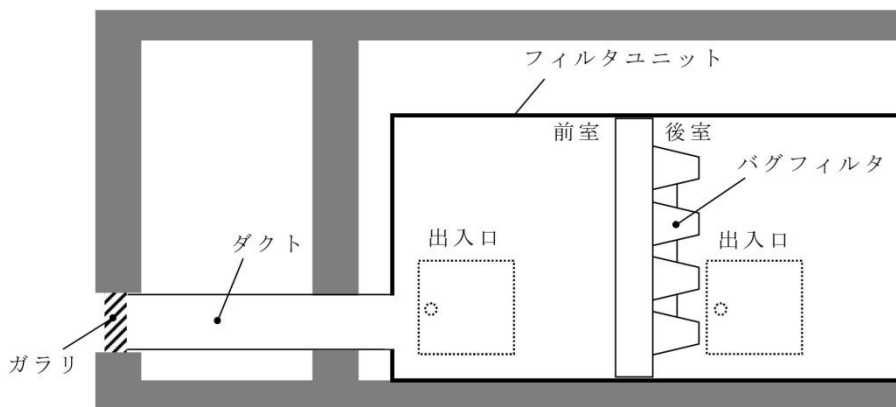 フィルタユニット
前室
後室
バグフィルタ
ダクト
出入口
出入口
ガラリ